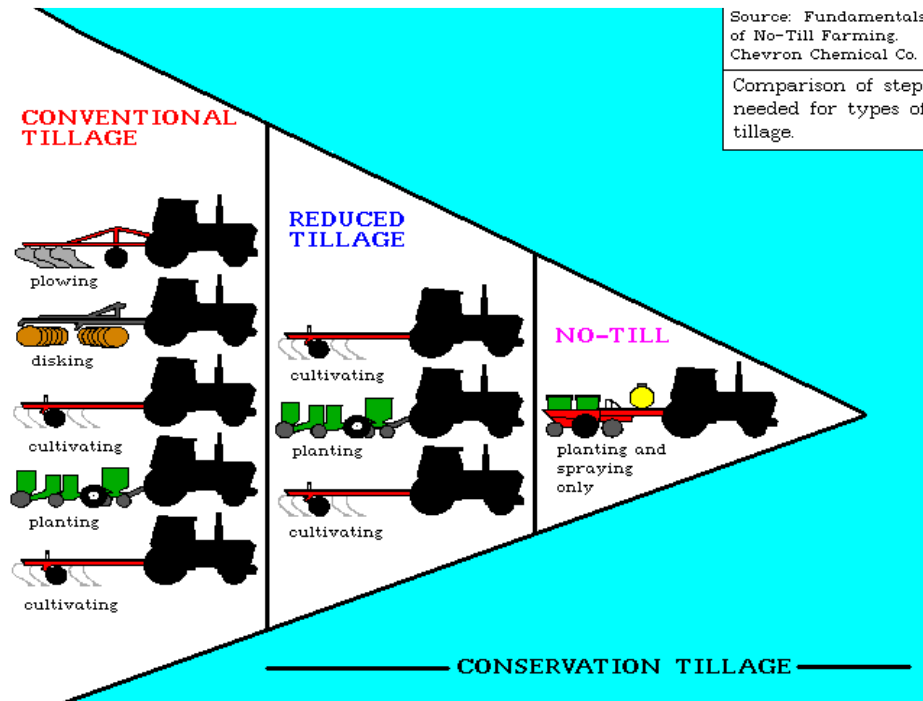 Source: Fundamentals
of No-Till Farming.
Chevron Chemical Co.
Comparison of step
needed for types of
tillage.
CONVENTIONAL
TILLAGE
plowing
disking
cultivating
planting
cultivating
REDUCED
TILLAGE
cultivating
planting
cultivating
NO-TILL
planting and
spraying
only
CONSERVATION TILLAGE